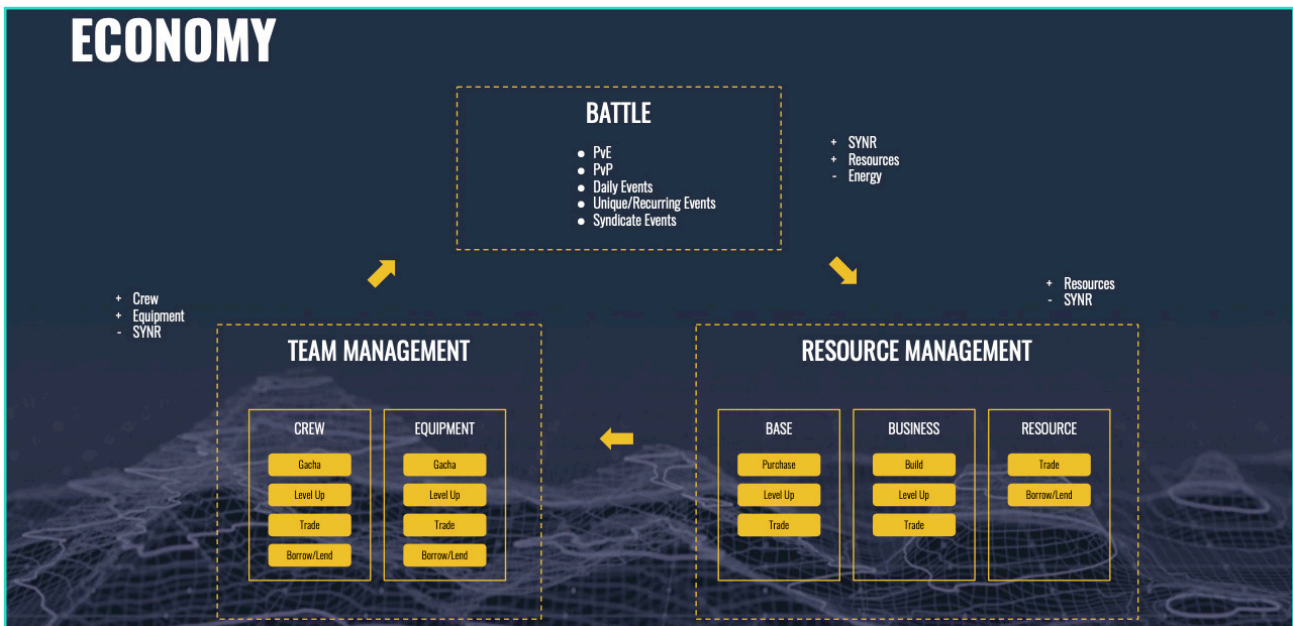 ECONOMY
BATTLE
● PvE
● PvP
● Daily Events
● Unique/Recurring Events
● Syndicate Events
+ SYNR
+ Resources
- Energy
+ Resources
- SYNR
+ Crew
+ Equipment
- SYNR
TEAM MANAGEMENT
CREW
Gacha
Level Up
Trade
Borrow/Lend
EQUIPMENT
Gacha
Level Up
Trade
Borrow/Lend
RESOURCE MANAGEMENT
BASE
Purchase
Level Up
Trade
BUSINESS
Build
Level Up
Trade
RESOURCE
Trade
Borrow/Lend